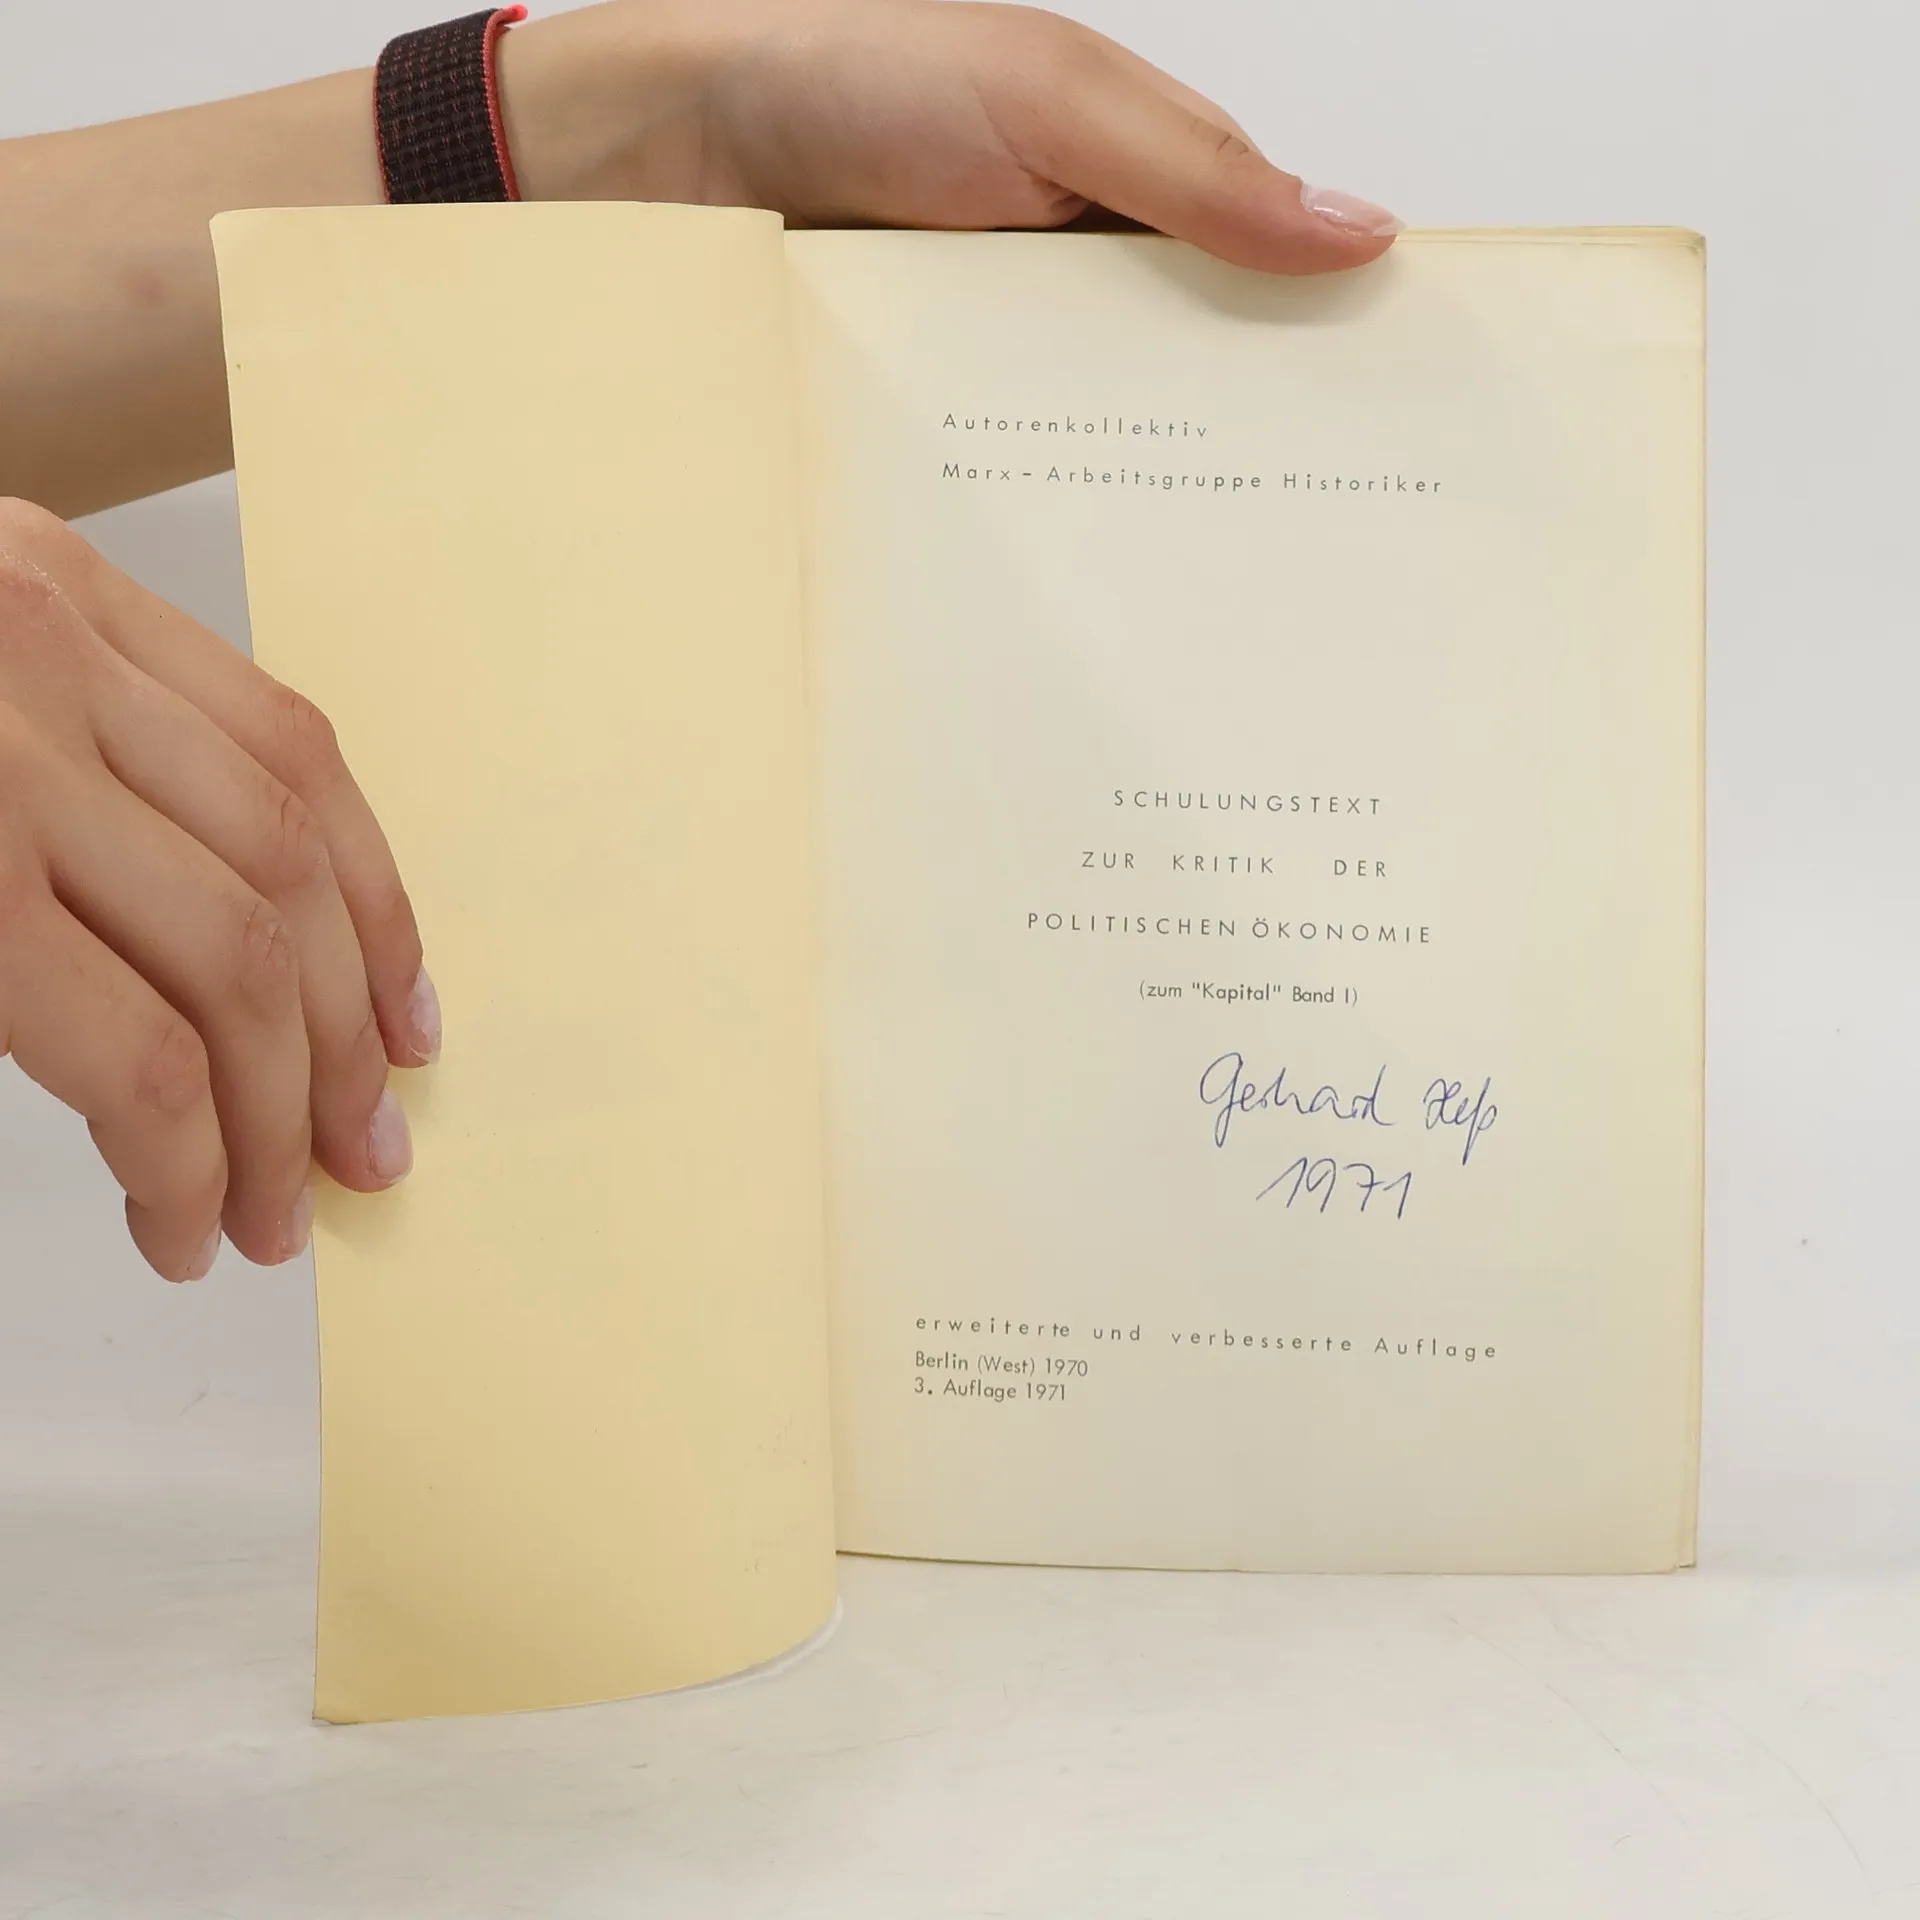 Autorenkollektiv
Marx-Arbeitsgruppe Historiker
SCHULUNGSTEXT
ZUR KRITIK DER
POLITISCHEN ÖKONOMIE
(zum "Kapital" Band I)
Gerhard Heß
1971
erweiterte und verbesserte Auflage
Berlin (West) 1970
3. Auflage 1971